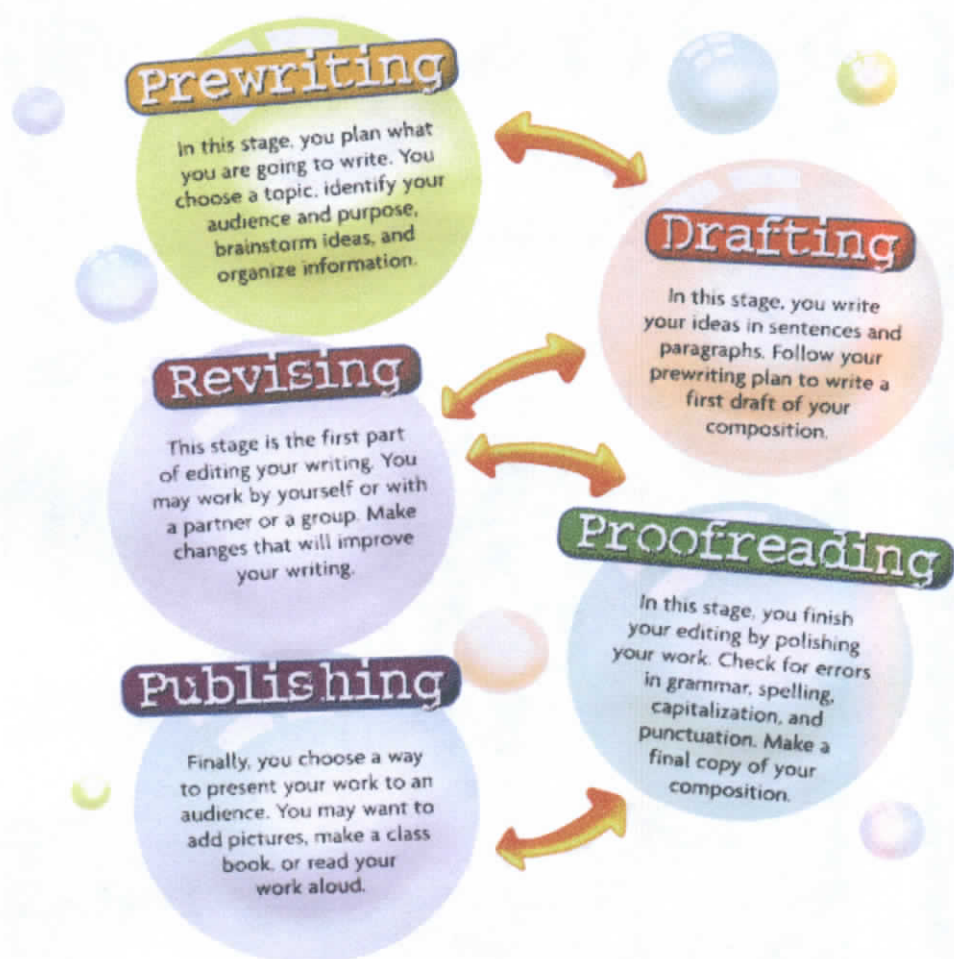 Prewriting
In this stage, you plan what
you are going to write. You
choose a topic, identify your
audience and purpose,
brainstorm ideas, and
organize information.
Drafting
In this stage, you write
your ideas in sentences and
paragraphs. Follow your
prewriting plan to write a
first draft of your
composition.
Revising
This stage is the first part
of editing your writing. You
may work by yourself or with
a partner or a group. Make
changes that will improve
your writing.
Proofreading
In this stage, you finish
your editing by polishing
your work. Check for errors
in grammar, spelling,
capitalization, and
punctuation. Make a
final copy of your
composition.
Publishing
Finally, you choose a way
to present your work to an
audience. You may want to
add pictures, make a class
book, or read your
work aloud.